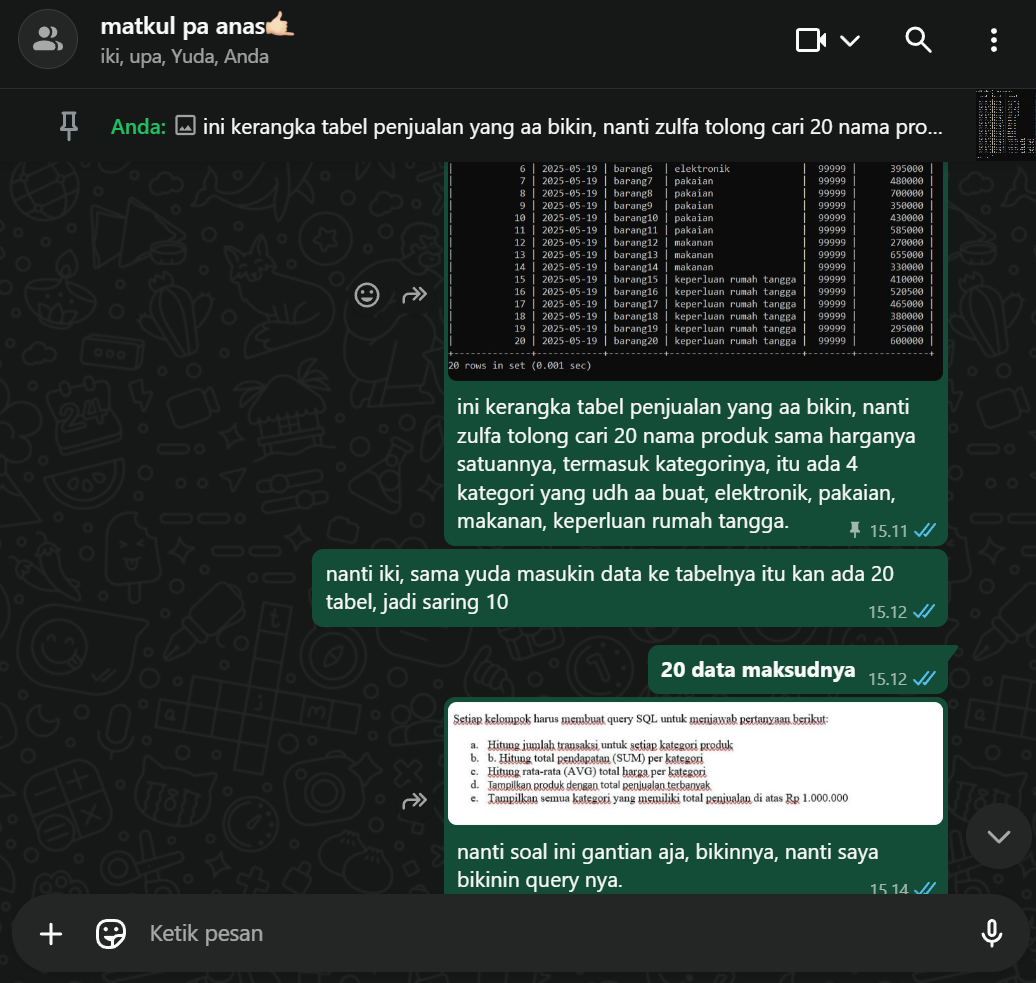 matkul pa anas🤙🏻
iki, upa, Yuda, Anda
Anda: ini kerangka tabel penjualan yang aa bikin, nanti zulfa tolong cari 20 nama pro...
| 6 | 2025-05-19 | barang6 | elektronik | 99999 | 395000 |
| 7 | 2025-05-19 | barang7 | pakaian | 99999 | 480000 |
| 8 | 2025-05-19 | barang8 | pakaian | 99999 | 700000 |
| 9 | 2025-05-19 | barang9 | pakaian | 99999 | 350000 |
| 10 | 2025-05-19 | barang10 | pakaian | 99999 | 430000 |
| 11 | 2025-05-19 | barang11 | pakaian | 99999 | 585000 |
| 12 | 2025-05-19 | barang12 | makanan | 99999 | 270000 |
| 13 | 2025-05-19 | barang13 | makanan | 99999 | 655000 |
| 14 | 2025-05-19 | barang14 | makanan | 99999 | 330000 |
| 15 | 2025-05-19 | barang15 | keperluan rumah tangga | 99999 | 410000 |
| 16 | 2025-05-19 | barang16 | keperluan rumah tangga | 99999 | 520500 |
| 17 | 2025-05-19 | barang17 | keperluan rumah tangga | 99999 | 465000 |
| 18 | 2025-05-19 | barang18 | keperluan rumah tangga | 99999 | 380000 |
| 19 | 2025-05-19 | barang19 | keperluan rumah tangga | 99999 | 295000 |
| 20 | 2025-05-19 | barang20 | keperluan rumah tangga | 99999 | 600000 |
20 rows in set (0.001 sec)
ini kerangka tabel penjualan yang aa bikin, nanti
zulfa tolong cari 20 nama produk sama harganya
satuannya, termasuk kategorinya, itu ada 4
kategori yang udh aa buat, elektronik, pakaian,
makanan, keperluan rumah tangga.
15.11
nanti iki, sama yuda masukin data ke tabelnya itu kan ada 20
tabel, jadi saring 10
15.12
20 data maksudnya
15.12
Setiap kelompok harus membuat query SQL untuk menjawab pertanyaan berikut:
a. Hitung jumlah transaksi untuk setiap kategori produk
b. b. Hitung total pendapatan (SUM) per kategori
c. Hitung rata-rata (AVG) total harga per kategori
d. Tampilkan produk dengan total penjualan terbanyak
e. Tampilkan semua kategori yang memiliki total penjualan di atas Rp 1.000.000
nanti soal ini gantian aja, bikinnya, nanti saya
bikinin query nya.
15.14
Ketik pesan